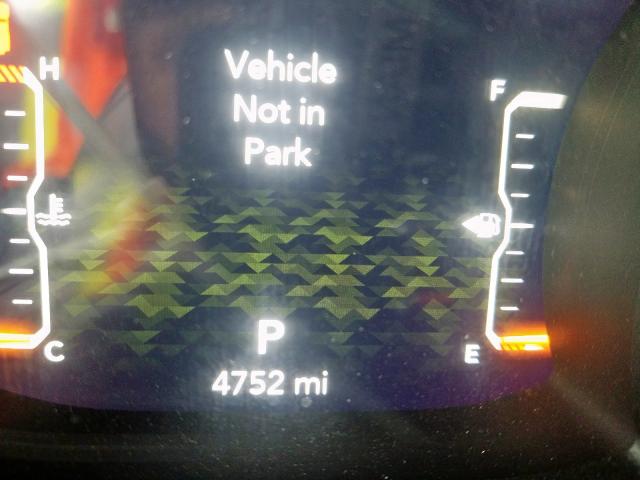 H
Vehicle
F
Not in
Park
P
C
E
4752 mi